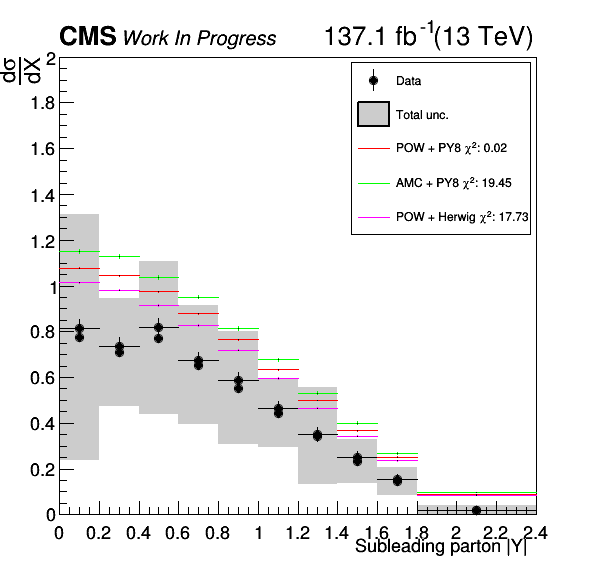 CMS Work In Progress 137.1 fb⁻¹(13 TeV)
dσ
dX
2
1.8
1.6
1.4
1.2
1
0.8
0.6
0.4
0.2
0
Data
Total unc.
POW + PY8 χ²: 0.02
AMC + PY8 χ²: 19.45
POW + Herwig χ²: 17.73
0 0.2 0.4 0.6 0.8 1 1.2 1.4 1.6 1.8 2 2.2 2.4
Subleading parton |Y|